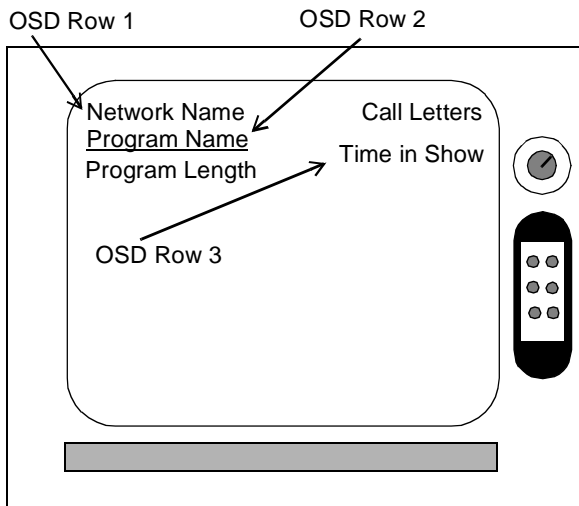 OSD Row 1
OSD Row 2
Network Name
Call Letters
Program Name
Program Length
Time in Show
OSD Row 3